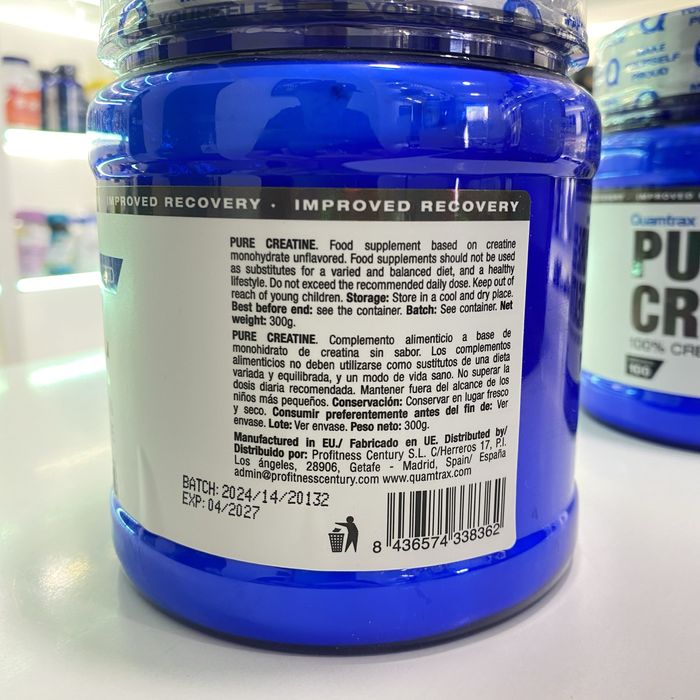 YOURSELF
YOURSELF
IMPROVED RECOVERY · IMPROVED RECOVERY
PURE CREATINE. Food supplement based on creatine
monohydrate unflavored. Food supplements should not be used
as substitutes for a varied and balanced diet, and a healthy
lifestyle. Do not exceed the recommended daily dose. Keep out of
reach of young children. Storage: Store in a cool and dry place.
Best before end: see the container. Batch: See container. Net
weight: 300g.
PURE CREATINE. Complemento alimenticio a base de
monohidrato de creatina sin sabor. Los complementos
alimenticios no deben utilizarse como sustitutos de una dieta
variada y equilibrada, y un modo de vida sano. No superar la
dosis diaria recomendada. Mantener fuera del alcance de los
niños más pequeños. Conservación: Conservar en lugar fresco
y seco. Consumir preferentemente antes del fin de: Ver
envase. Lote: Ver envase. Peso neto: 300g.
Manufactured in EU./ Fabricado en UE. Distributed by/
Distribuido por: Profitness Century S.L. C/Herreros 17, P.I.
Los ángeles, 28906, Getafe - Madrid, Spain/ España
admin@profitnesscentury.com www.quamtrax.com
BATCH: 2024/14/20132
EXP: 04/2027
8 436574 338362
MAKE
YOURSELF
PROUD
IMPROVED
Quamtrax
PU
CR
100% CRE
100